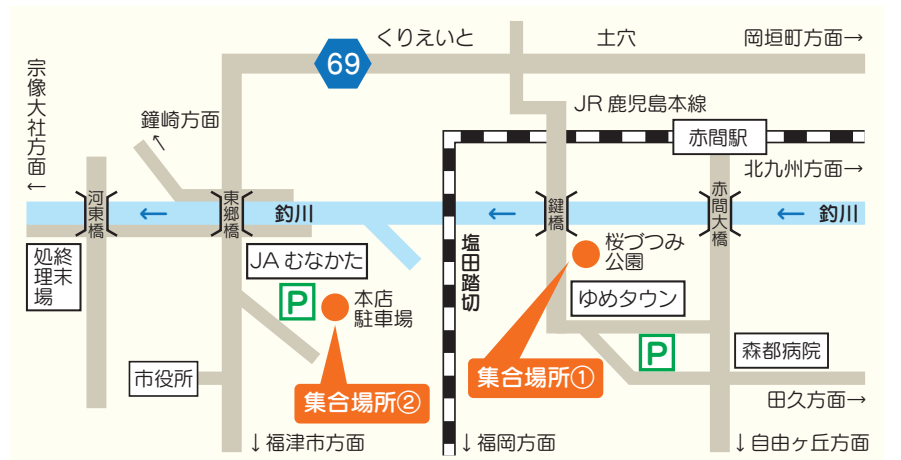 くりえいと
土穴
岡垣町方面→
69
宗像大社方面←
鐘崎方面
↖
JR鹿児島本線
赤間駅
北九州方面→
河東橋
←
東郷橋
釣川
←
鍵橋
赤間大橋
← 釣川
終末
処理場
JAむなかた
P
本店
駐車場
塩田踏切
桜づつみ
公園
ゆめタウン
P
森都病院
市役所
集合場所②
集合場所①
田久方面→
↓福津市方面
↓福岡方面
↓自由ヶ丘方面